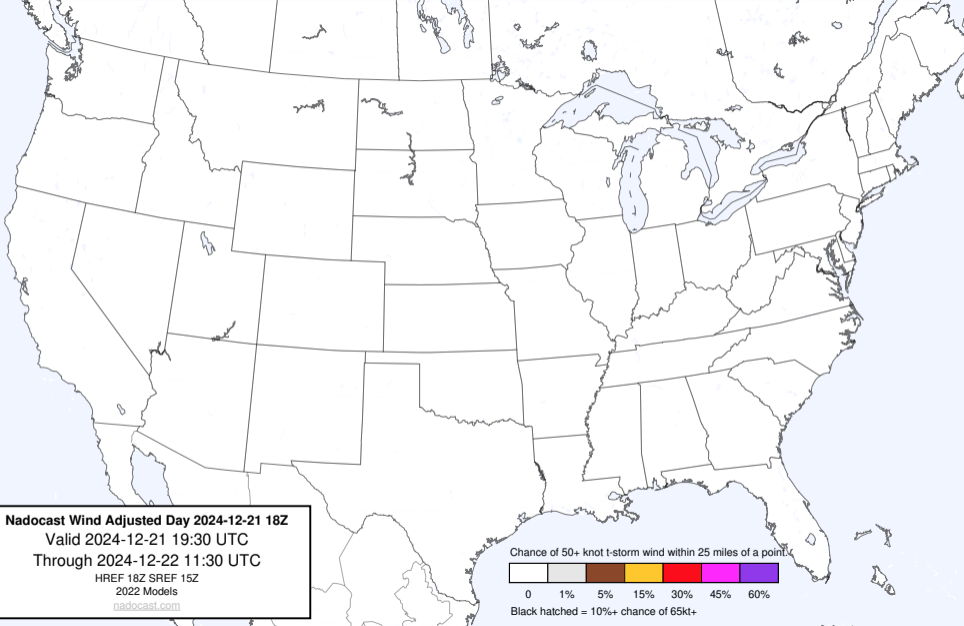 Nadocast Wind Adjusted Day 2024-12-21 18Z
Valid 2024-12-21 19:30 UTC
Through 2024-12-22 11:30 UTC
HREF 18Z SREF 15Z
2022 Models
nadocast.com
Chance of 50+ knot t-storm wind within 25 miles of a point.
0 1% 5% 15% 30% 45% 60%
Black hatched = 10%+ chance of 65kt+